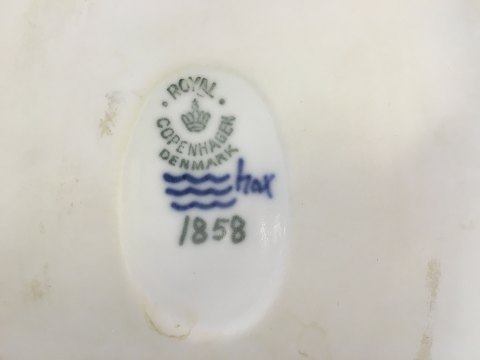 ROYAL
COPENHAGEN
DENMARK
hax
1858